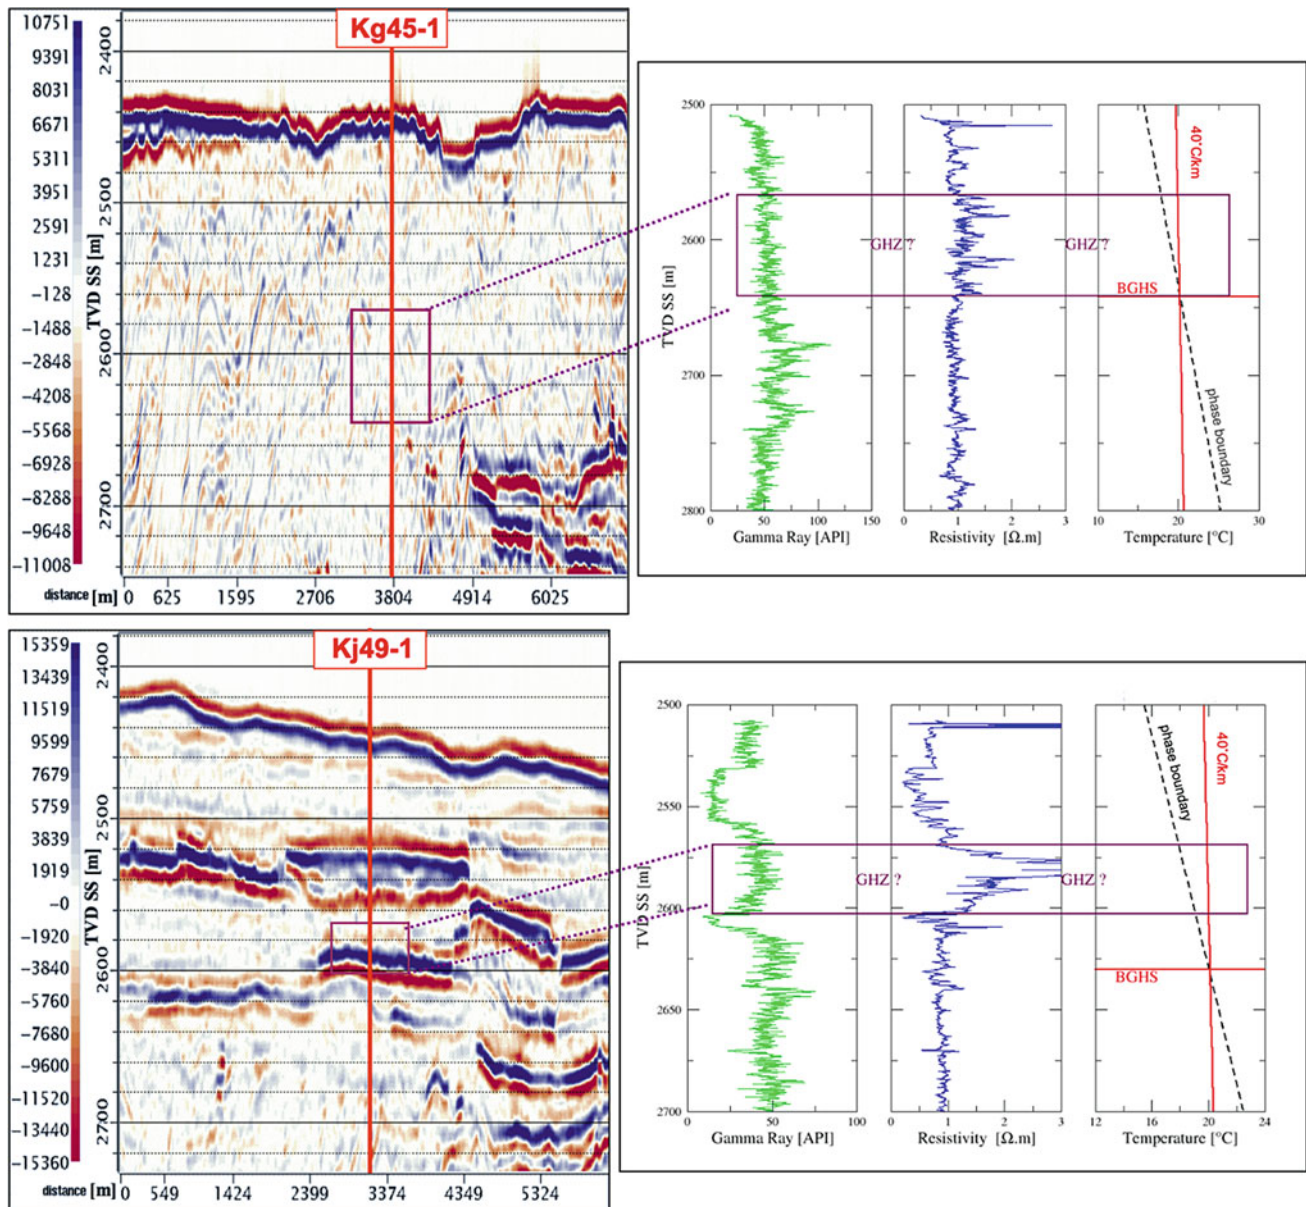 Kg45-1
10751
9391
8031
6671
5311
3951
2591
1231
−128
−1488
−2848
−4208
−5568
−6928
−8288
−9648
−11008
TVD SS [m]
2400
2500
2600
2700
distance [m] 0 625 1595 2706 3804 4914 6025
TVD SS [m]
2500
2600
2700
2800
GHZ ?
GHZ ?
40°C/km
BGHS
phase boundary
0 50 100 150
Gamma Ray [API]
0 1 2 3
Resistivity [Ω.m]
10 20 30
Temperature [°C]
Kj49-1
15359
13439
11519
9599
7679
5759
3839
1919
−0
−1920
−3840
−5760
−7680
−9600
−11520
−13440
−15360
TVD SS [m]
2400
2500
2600
2700
distance [m] 0 549 1424 2399 3374 4349 5324
TVD SS [m]
2500
2550
2600
2650
2700
GHZ ?
GHZ ?
phase boundary
40°C/km
BGHS
0 50 100
Gamma Ray [API]
0 1 2 3
Resistivity [Ω.m]
12 16 20 24
Temperature [°C]